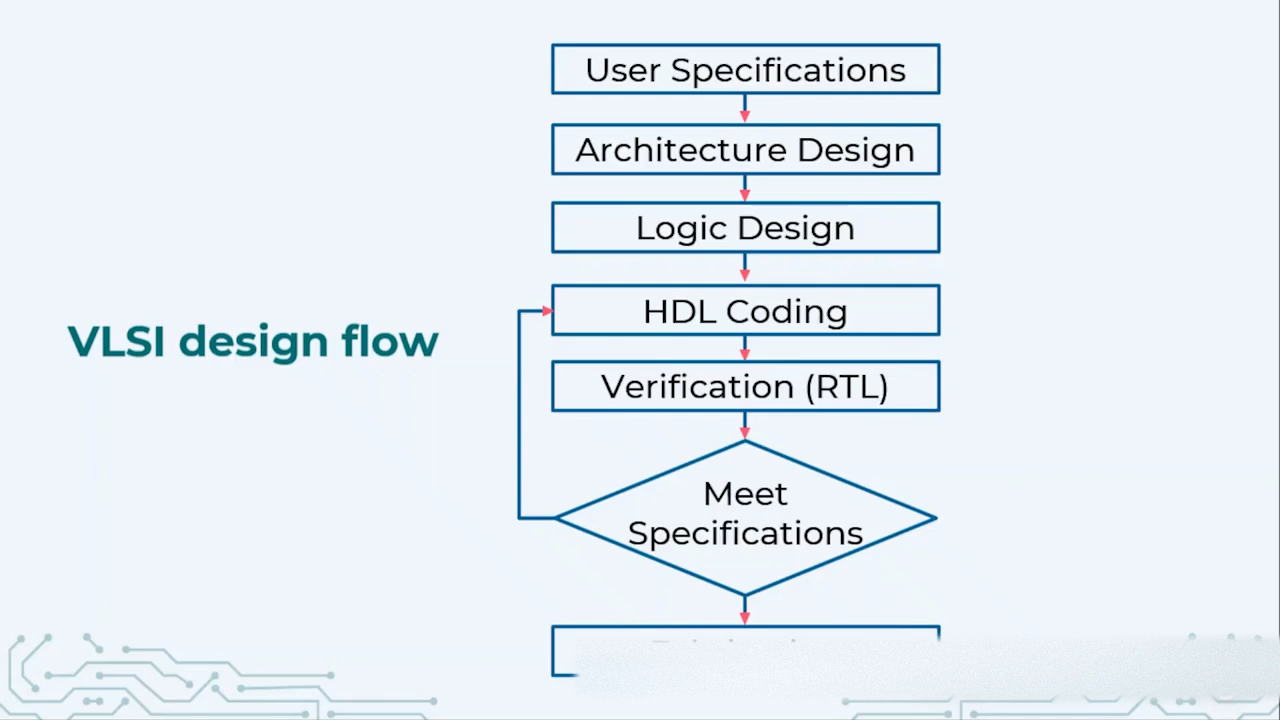 User Specifications
Architecture Design
Logic Design
HDL Coding
VLSI design flow
Verification (RTL)
Meet
Specifications